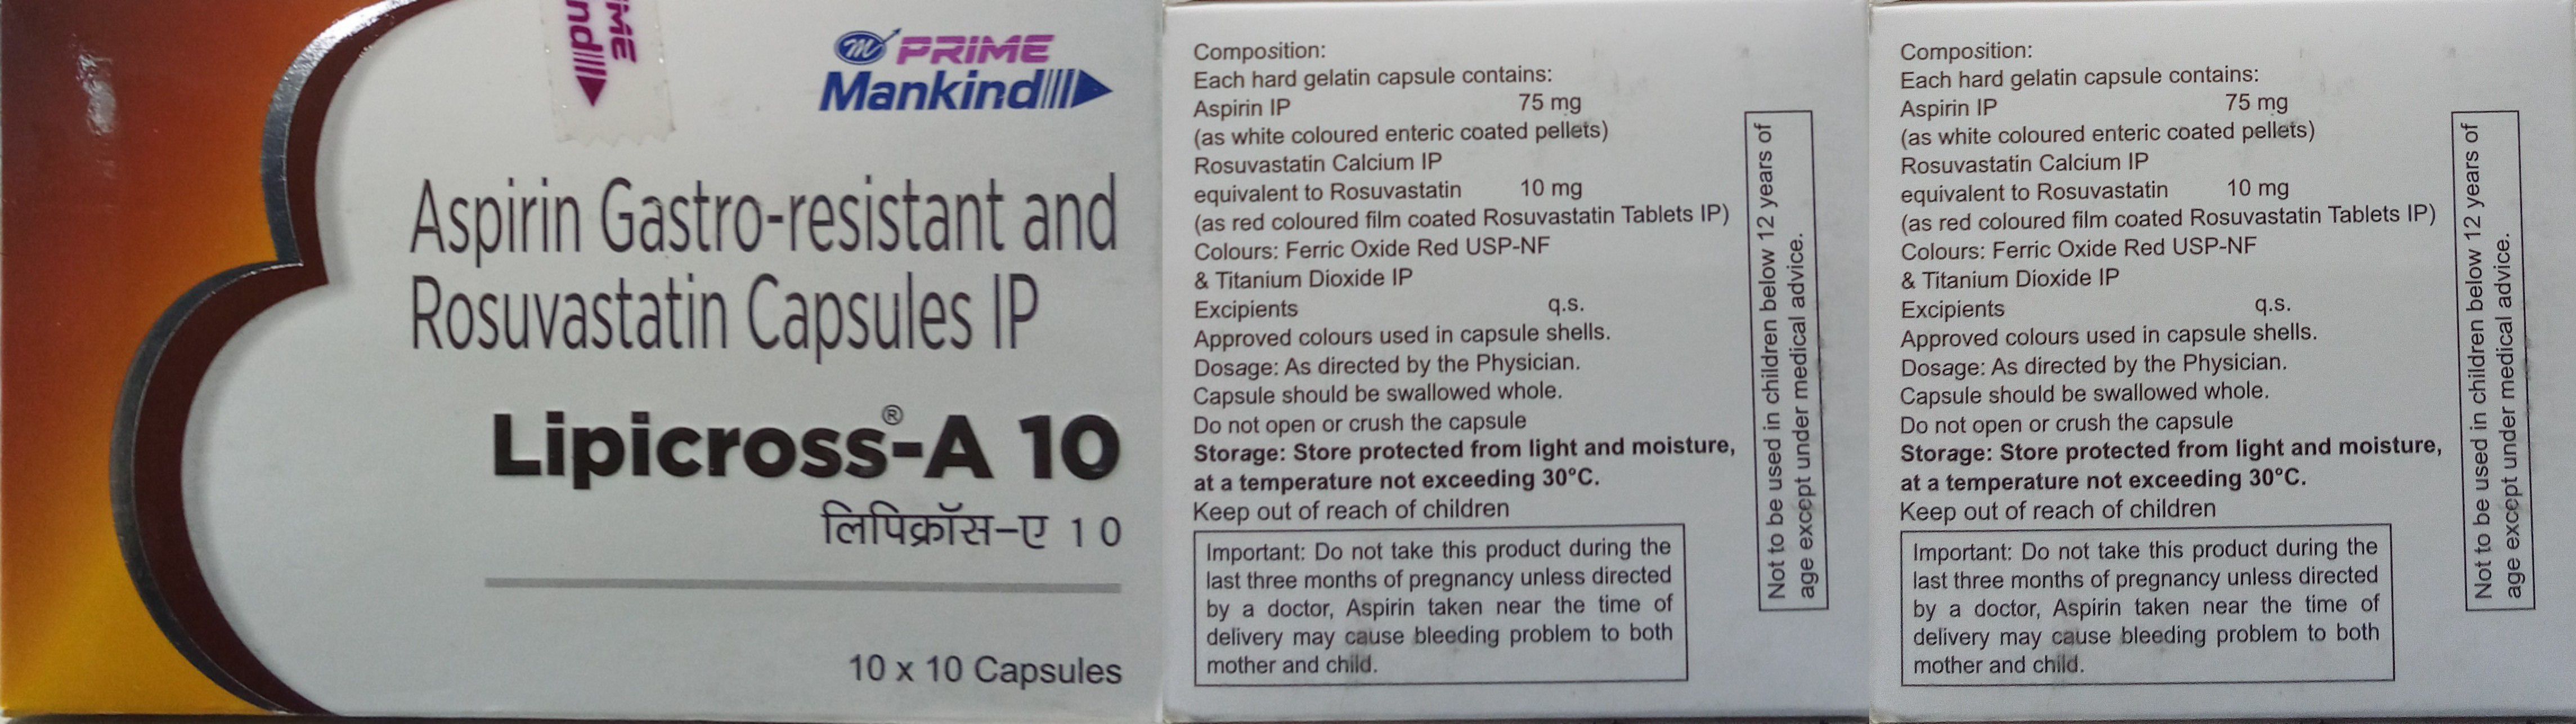 ME
nd
m PRIME
Mankind
Aspirin Gastro-resistant and
Rosuvastatin Capsules IP
Lipicross®-A 10
लिपिक्रॉस-ए 10
10 x 10 Capsules
Composition:
Each hard gelatin capsule contains:
Aspirin IP 75 mg
(as white coloured enteric coated pellets)
Rosuvastatin Calcium IP
equivalent to Rosuvastatin 10 mg
(as red coloured film coated Rosuvastatin Tablets IP)
Colours: Ferric Oxide Red USP-NF
& Titanium Dioxide IP
Excipients q.s.
Approved colours used in capsule shells.
Dosage: As directed by the Physician.
Capsule should be swallowed whole.
Do not open or crush the capsule
Storage: Store protected from light and moisture,
at a temperature not exceeding 30°C.
Keep out of reach of children
Important: Do not take this product during the
last three months of pregnancy unless directed
by a doctor, Aspirin taken near the time of
delivery may cause bleeding problem to both
mother and child.
Not to be used in children below 12 years of
age except under medical advice.
Composition:
Each hard gelatin capsule contains:
Aspirin IP 75 mg
(as white coloured enteric coated pellets)
Rosuvastatin Calcium IP
equivalent to Rosuvastatin 10 mg
(as red coloured film coated Rosuvastatin Tablets IP)
Colours: Ferric Oxide Red USP-NF
& Titanium Dioxide IP
Excipients q.s.
Approved colours used in capsule shells.
Dosage: As directed by the Physician.
Capsule should be swallowed whole.
Do not open or crush the capsule
Storage: Store protected from light and moisture,
at a temperature not exceeding 30°C.
Keep out of reach of children
Important: Do not take this product during the
last three months of pregnancy unless directed
by a doctor, Aspirin taken near the time of
delivery may cause bleeding problem to both
mother and child.
Not to be used in children below 12 years of
age except under medical advice.